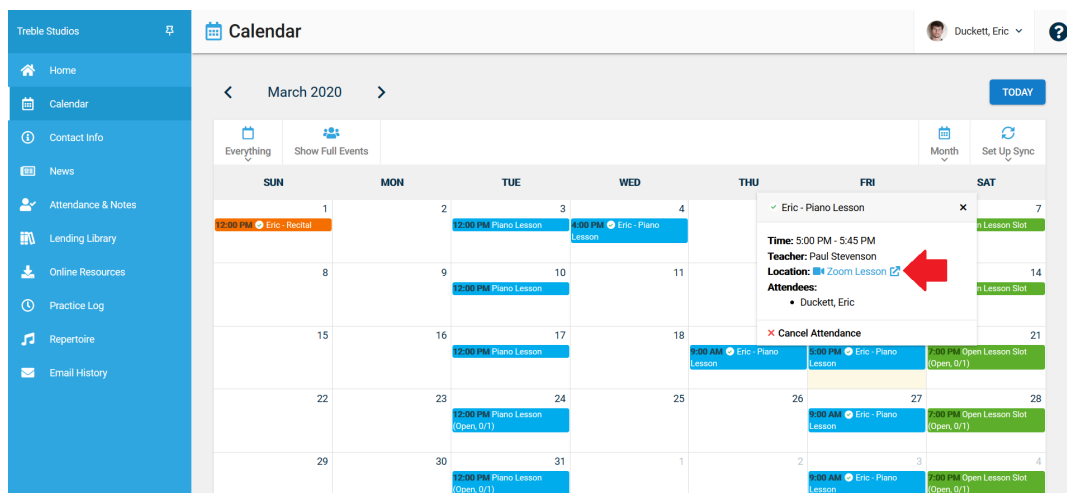 Treble Studios
Calendar
Duckett, Eric
Home
Calendar
Contact Info
News
Attendance & Notes
Lending Library
Online Resources
Practice Log
Repertoire
Email History
March 2020
TODAY
Everything
Show Full Events
Month
Set Up Sync
SUN MON TUE WED THU FRI SAT
1 2 3 4 7
12:00 PM Eric - Recital
12:00 PM Piano Lesson
4:00 PM Eric - Piano
Lesson
n Lesson Slot
Eric - Piano Lesson
Time: 5:00 PM - 5:45 PM
Teacher: Paul Stevenson
Location: Zoom Lesson
Attendees:
Duckett, Eric
Cancel Attendance
8 9 10 11 14
12:00 PM Piano Lesson
n Lesson Slot
15 16 17 18 21
12:00 PM Piano Lesson
9:00 AM Eric - Piano
Lesson
5:00 PM Eric - Piano
Lesson
7:00 PM Open Lesson Slot
(Open, 0/1)
22 23 24 25 26 27 28
12:00 PM Piano Lesson
(Open, 0/1)
9:00 AM Eric - Piano
Lesson
7:00 PM Open Lesson Slot
(Open, 0/1)
29 30 31 1 2 3 4
12:00 PM Piano Lesson
(Open, 0/1)
9:00 AM Eric - Piano
Lesson
7:00 PM Open Lesson Slot
(Open, 0/1)